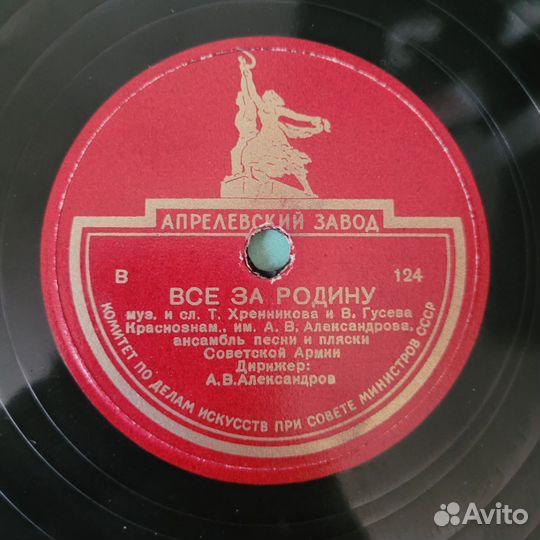 АПРЕЛЕВСКИЙ ЗАВОД
В 124
ВСЕ ЗА РОДИНУ
муз. и сл. Т. Хренникова и В. Гусева
Краснознам., им. А. В. Александрова,
ансамбль песни и пляски
Советской Армии
Дирижер:
А.В.Александров
КОМИТЕТ ПО ДЕЛАМ ИСКУССТВ ПРИ СОВЕТЕ МИНИСТРОВ СССР
Avito